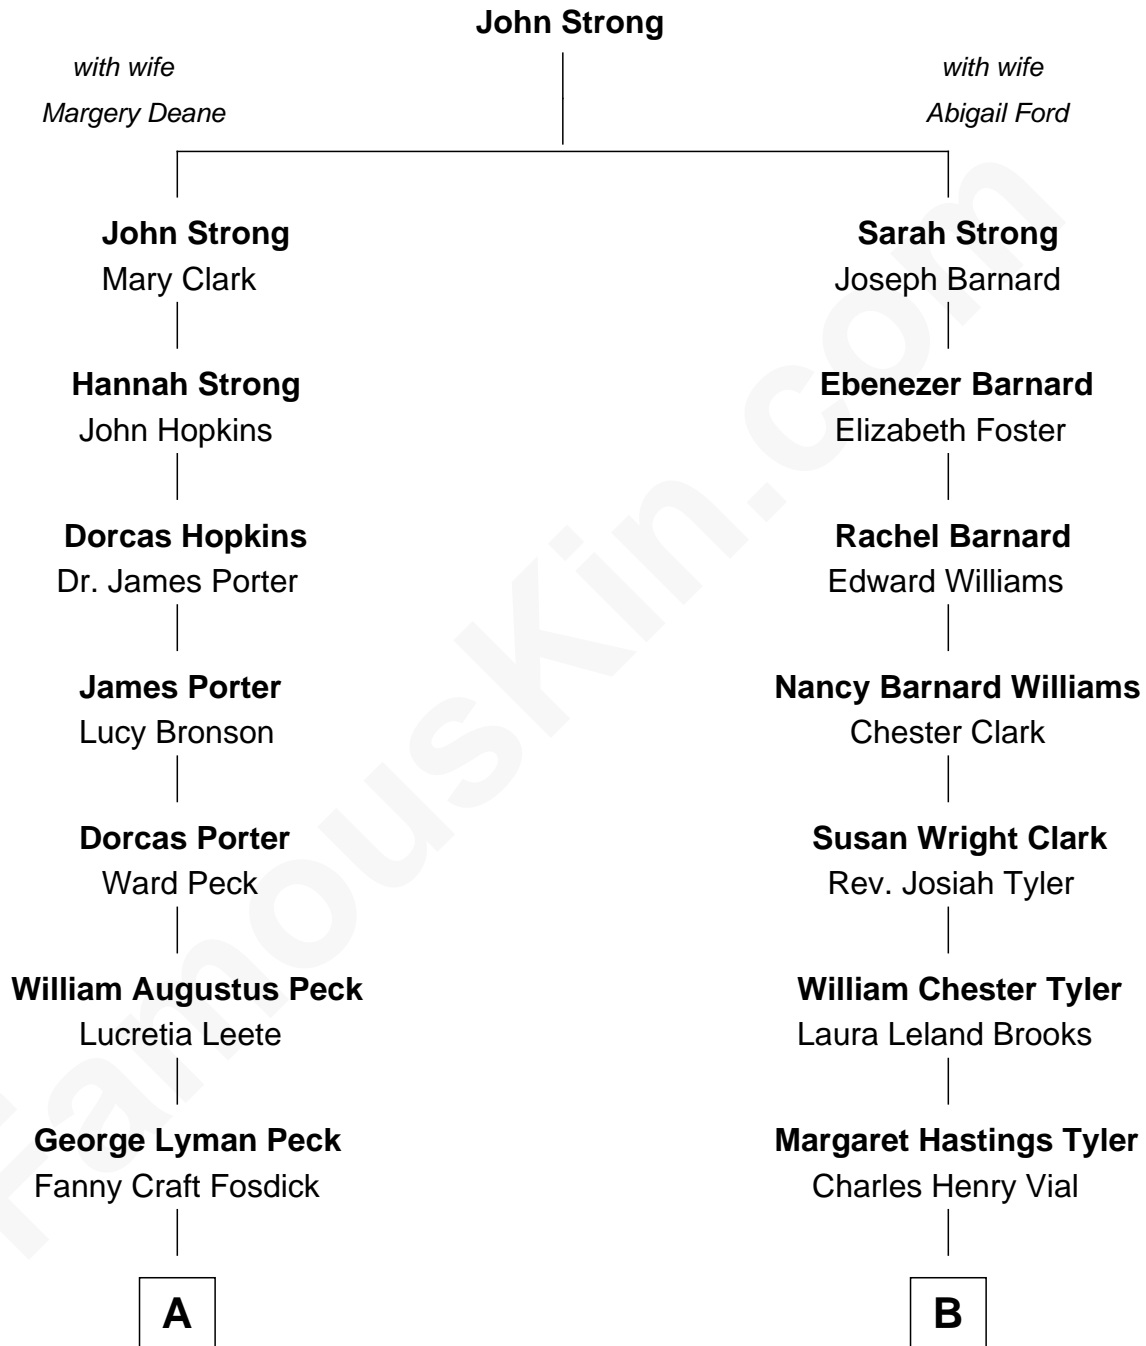 John Strong
with wife
Margery Deane
with wife
Abigail Ford
John Strong
Mary Clark
Sarah Strong
Joseph Barnard
Hannah Strong
John Hopkins
Ebenezer Barnard
Elizabeth Foster
Dorcas Hopkins
Dr. James Porter
Rachel Barnard
Edward Williams
James Porter
Lucy Bronson
Nancy Barnard Williams
Chester Clark
Dorcas Porter
Ward Peck
Susan Wright Clark
Rev. Josiah Tyler
William Augustus Peck
Lucretia Leete
William Chester Tyler
Laura Leland Brooks
George Lyman Peck
Fanny Craft Fosdick
Margaret Hastings Tyler
Charles Henry Vial
A
B
FamousKin.com